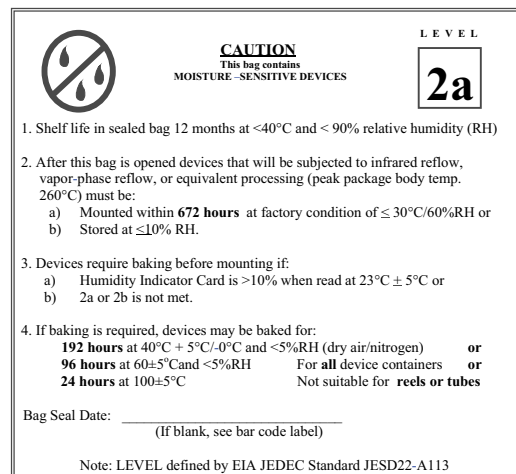 LEVEL
CAUTION
This bag contains
MOISTURE –SENSITIVE DEVICES
2a
1. Shelf life in sealed bag 12 months at <40°C and < 90% relative humidity (RH)
2. After this bag is opened devices that will be subjected to infrared reflow,
vapor-phase reflow, or equivalent processing (peak package body temp.
260°C) must be:
a) Mounted within 672 hours at factory condition of ≤ 30°C/60%RH or
b) Stored at ≤10% RH.
3. Devices require baking before mounting if:
a) Humidity Indicator Card is >10% when read at 23°C ± 5°C or
b) 2a or 2b is not met.
4. If baking is required, devices may be baked for:
192 hours at 40°C + 5°C/-0°C and <5%RH (dry air/nitrogen) or
96 hours at 60±5°Cand <5%RH For all device containers or
24 hours at 100±5°C Not suitable for reels or tubes
Bag Seal Date: ______________________________
(If blank, see bar code label)
Note: LEVEL defined by EIA JEDEC Standard JESD22-A113